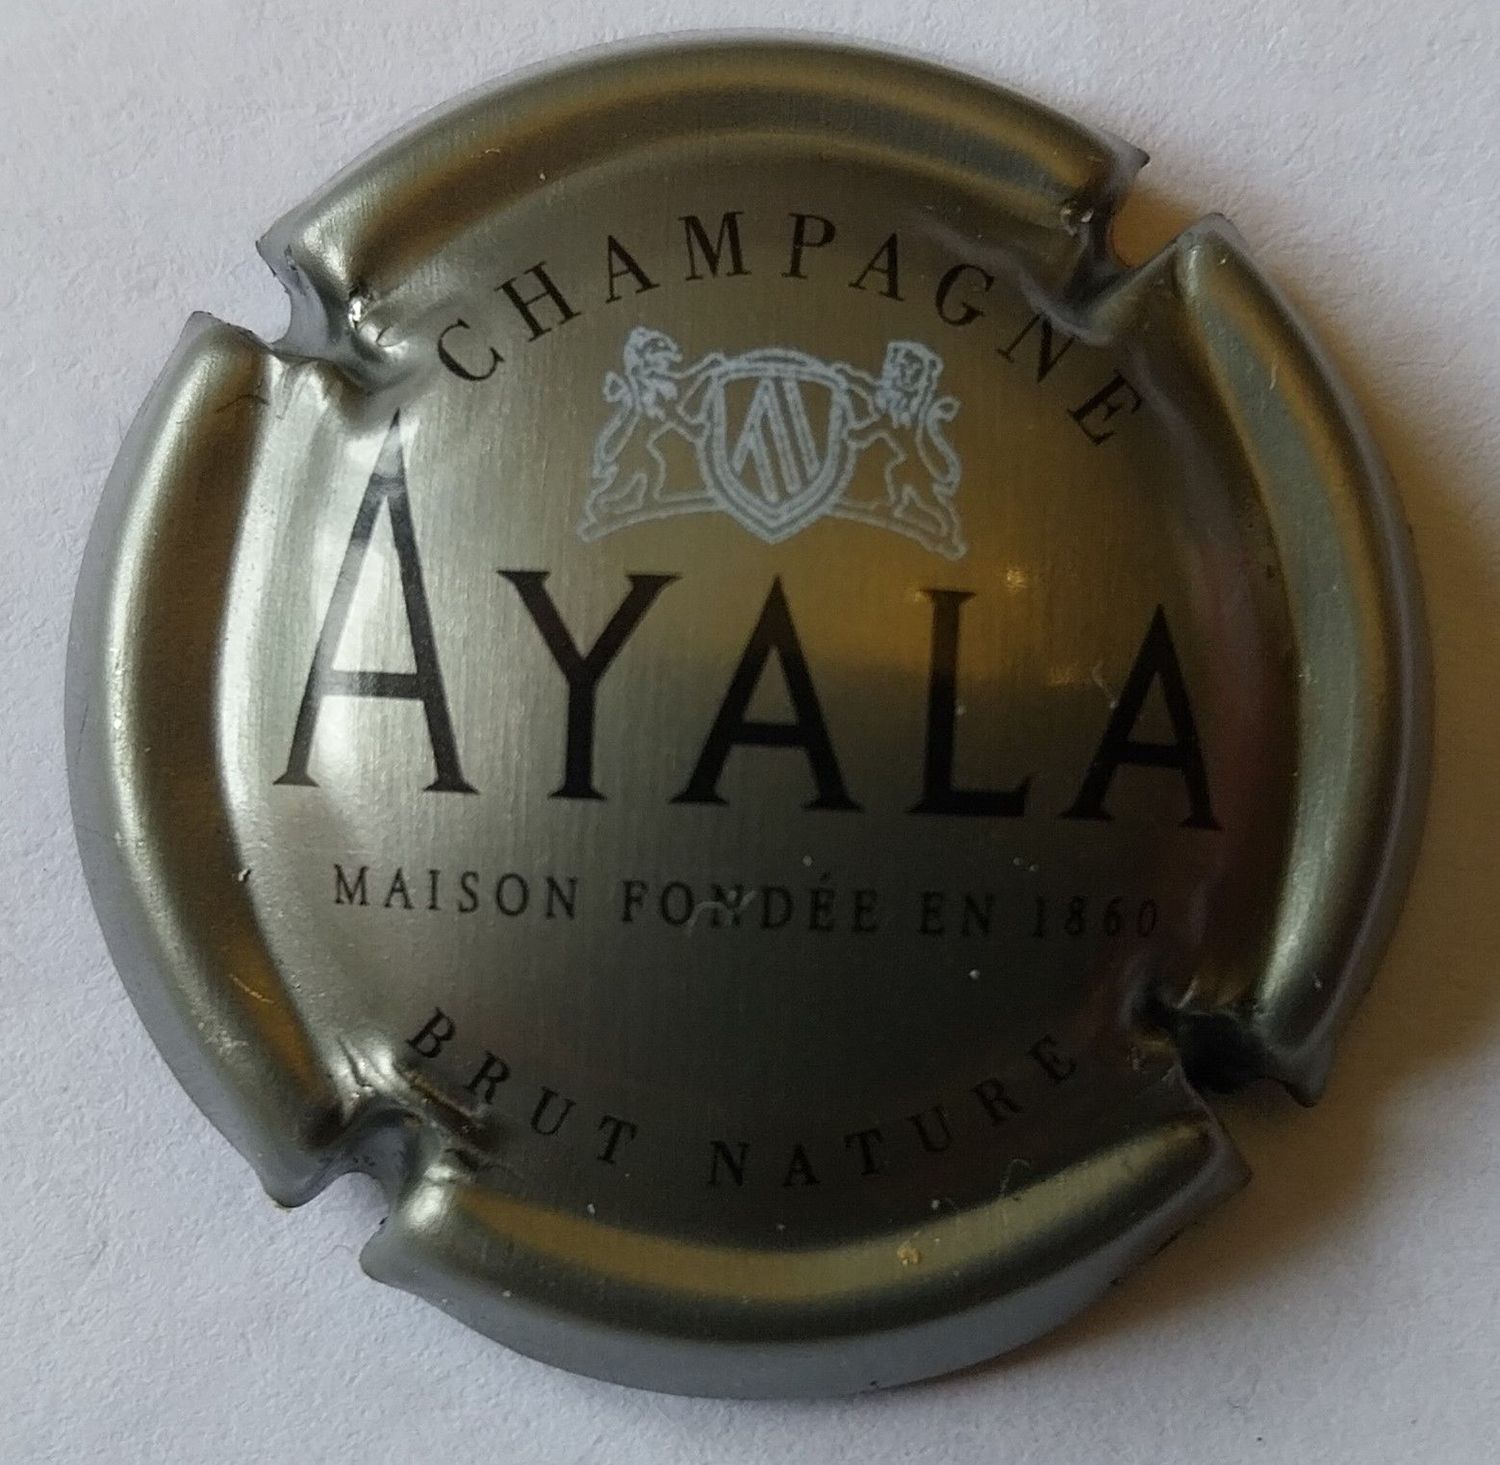 CHAMPAGNE
AYALA
MAISON FONDÉE EN 1860
BRUT NATURE